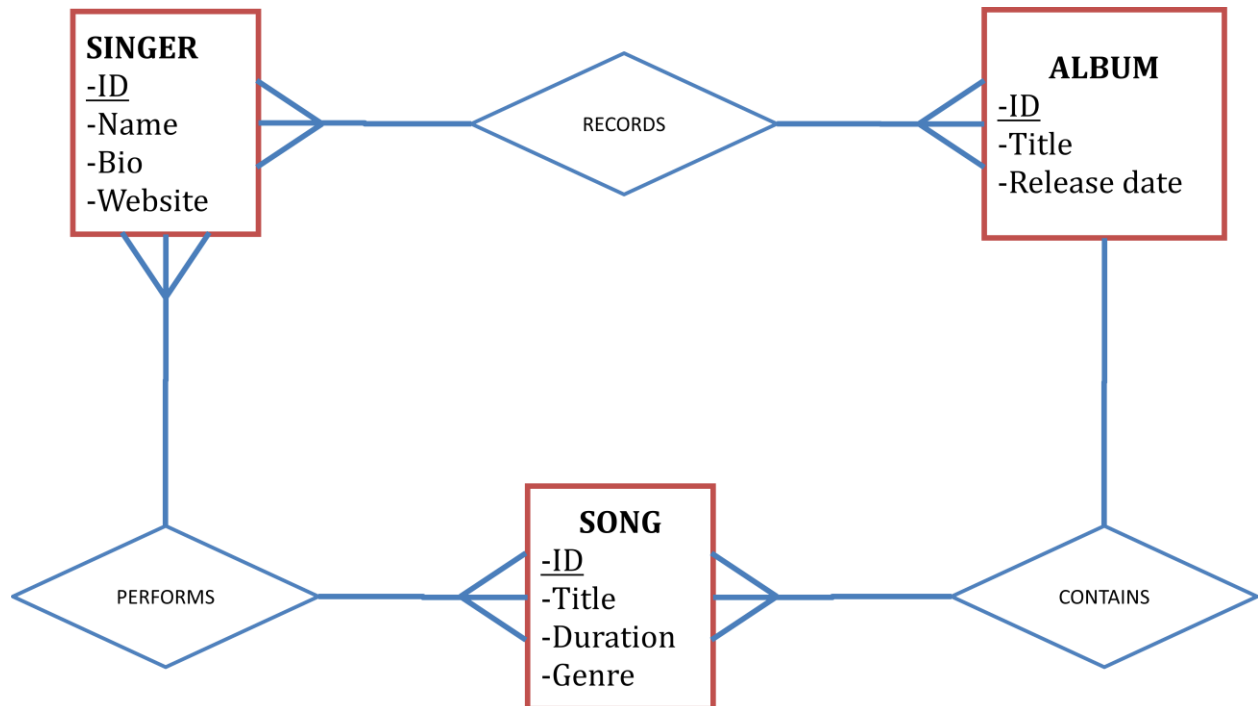 SINGER
-ID
-Name
-Bio
-Website
RECORDS
ALBUM
-ID
-Title
-Release date
PERFORMS
SONG
-ID
-Title
-Duration
-Genre
CONTAINS